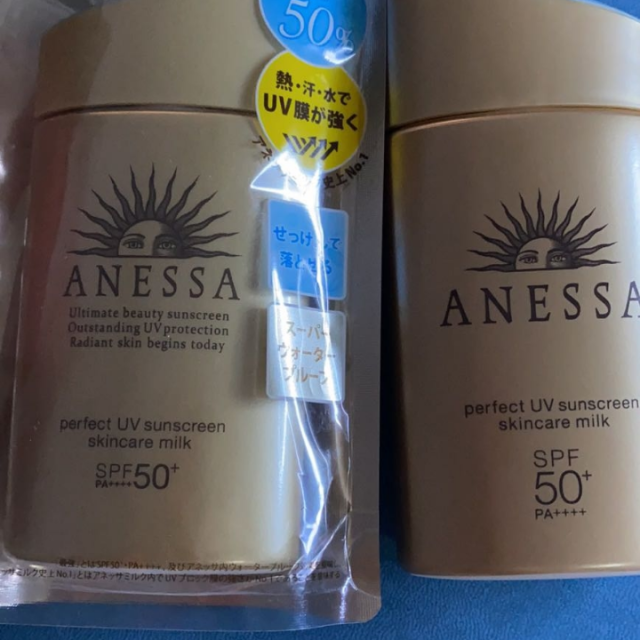 50g
熱・汗・水で
UV膜が強く
ANESSA
Ultimate beauty sunscreen
Outstanding UV protection
Radiant skin begins today
perfect UV sunscreen
skincare milk
SPF50+
PA++++
せっけんで
落とせる
スーパー
ウォーター
プルーフ
ANESSA
perfect UV sunscreen
skincare milk
SPF
50+
PA++++